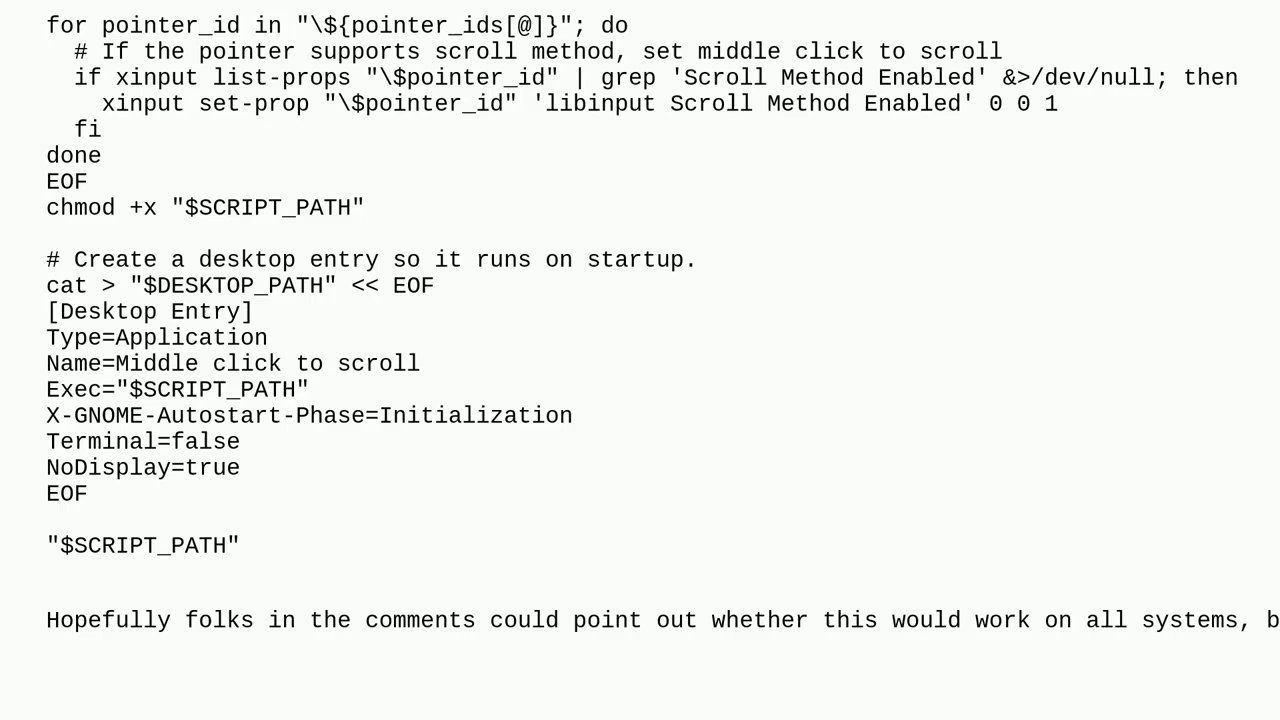 for pointer_id in "\${pointer_ids[@]}"; do
  # If the pointer supports scroll method, set middle click to scroll
  if xinput list-props "\$pointer_id" | grep 'Scroll Method Enabled' &>/dev/null; then
    xinput set-prop "\$pointer_id" 'libinput Scroll Method Enabled' 0 0 1
  fi
done
EOF
chmod +x "$SCRIPT_PATH"

# Create a desktop entry so it runs on startup.
cat > "$DESKTOP_PATH" << EOF
[Desktop Entry]
Type=Application
Name=Middle click to scroll
Exec="$SCRIPT_PATH"
X-GNOME-Autostart-Phase=Initialization
Terminal=false
NoDisplay=true
EOF

"$SCRIPT_PATH"

Hopefully folks in the comments could point out whether this would work on all systems,